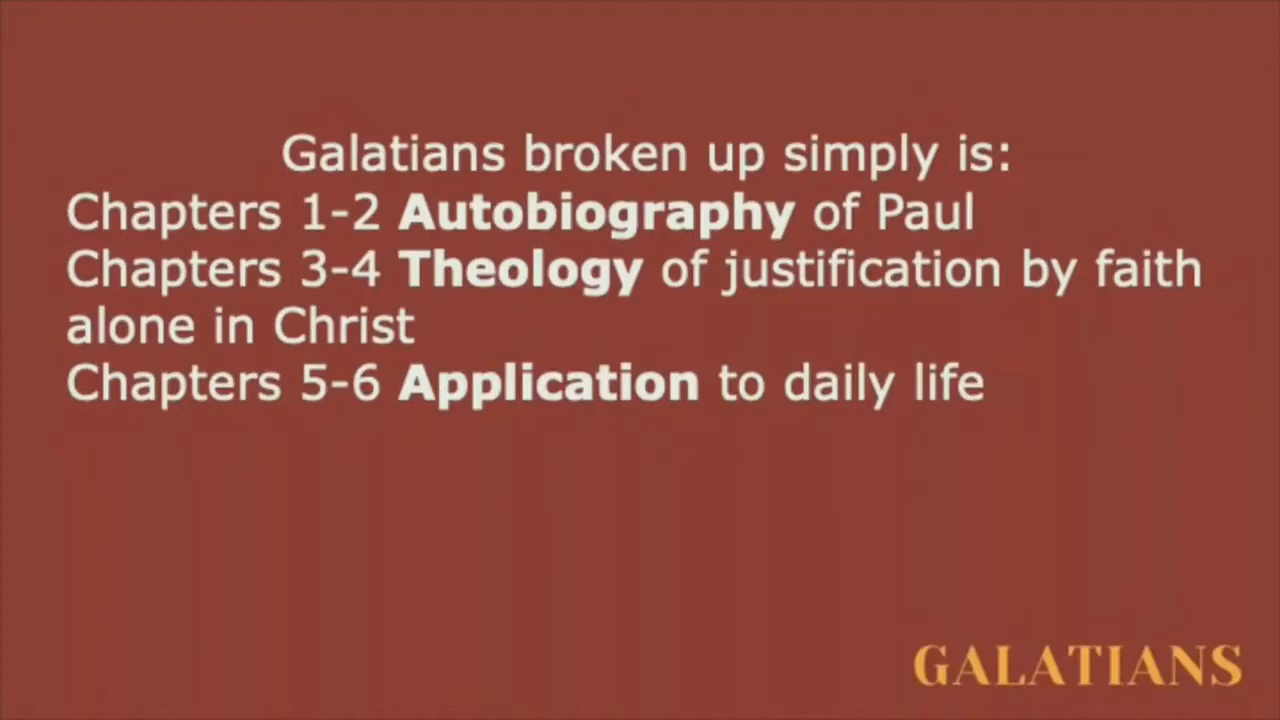 Galatians broken up simply is:
Chapters 1-2 Autobiography of Paul
Chapters 3-4 Theology of justification by faith
alone in Christ
Chapters 5-6 Application to daily life
GALATIANS